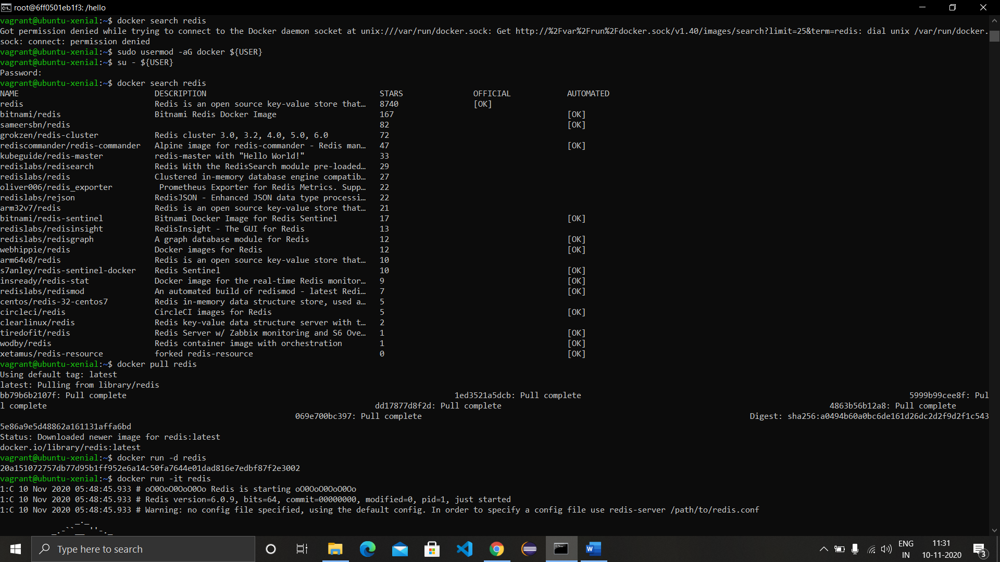 root@6ff0501eb1f3: /hello
vagrant@ubuntu-xenial:~$ docker search redis
Got permission denied while trying to connect to the Docker daemon socket at unix:///var/run/docker.sock: Get http://%2Fvar%2Frun%2Fdocker.sock/v1.40/images/search?limit=25&term=redis: dial unix /var/run/docker.
sock: connect: permission denied
vagrant@ubuntu-xenial:~$ sudo usermod -aG docker ${USER}
vagrant@ubuntu-xenial:~$ su - ${USER}
Password:
vagrant@ubuntu-xenial:~$ docker search redis
NAME DESCRIPTION STARS OFFICIAL AUTOMATED
redis Redis is an open source key-value store that… 8740 [OK]
bitnami/redis Bitnami Redis Docker Image 167 [OK]
sameersbn/redis 82 [OK]
grokzen/redis-cluster Redis cluster 3.0, 3.2, 4.0, 5.0, 6.0 72
rediscommander/redis-commander Alpine image for redis-commander - Redis man… 47 [OK]
kubeguide/redis-master redis-master with "Hello World!" 33
redislabs/redisearch Redis With the RedisSearch module pre-loaded… 29
redislabs/redis Clustered in-memory database engine compatib… 27
oliver006/redis_exporter Prometheus Exporter for Redis Metrics. Supp… 22
redislabs/rejson RedisJSON - Enhanced JSON data type processi… 22
arm32v7/redis Redis is an open source key-value store that… 21
bitnami/redis-sentinel Bitnami Docker Image for Redis Sentinel 17 [OK]
redislabs/redisinsight RedisInsight - The GUI for Redis 13
redislabs/redisgraph A graph database module for Redis 12 [OK]
webhippie/redis Docker images for Redis 12 [OK]
arm64v8/redis Redis is an open source key-value store that… 10
s7anley/redis-sentinel-docker Redis Sentinel 10 [OK]
insready/redis-stat Docker image for the real-time Redis monitor… 9 [OK]
redislabs/redismod An automated build of redismod - latest Redi… 7 [OK]
centos/redis-32-centos7 Redis in-memory data structure store, used a… 5
circleci/redis CircleCI images for Redis 5 [OK]
clearlinux/redis Redis key-value data structure server with t… 2
tiredofit/redis Redis Server w/ Zabbix monitoring and S6 Ove… 1 [OK]
wodby/redis Redis container image with orchestration 1 [OK]
xetamus/redis-resource forked redis-resource 0 [OK]
vagrant@ubuntu-xenial:~$ docker pull redis
Using default tag: latest
latest: Pulling from library/redis
bb79b6b2107f: Pull complete 1ed3521a5dcb: Pull complete 5999b99cee8f: Pul
l complete dd17877d8f2d: Pull complete 4863b56b12a8: Pull complete
069e700bc397: Pull complete Digest: sha256:a0494b60a0bc6de161d26dc2d2f9d2f1c543
5e86a9e5d48862a161131affa6bd
Status: Downloaded newer image for redis:latest
docker.io/library/redis:latest
vagrant@ubuntu-xenial:~$ docker run -d redis
20a151072757db77d95b1ff952e6a14c50fa7644e01dad816e7edbf87f2e3002
vagrant@ubuntu-xenial:~$ docker run -it redis
1:C 10 Nov 2020 05:48:45.933 # oO0OoO0OoO0Oo Redis is starting oO0OoO0OoO0Oo
1:C 10 Nov 2020 05:48:45.933 # Redis version=6.0.9, bits=64, commit=00000000, modified=0, pid=1, just started
1:C 10 Nov 2020 05:48:45.933 # Warning: no config file specified, using the default config. In order to specify a config file use redis-server /path/to/redis.conf
_._
_.-``__ ''-._
Type here to search
ENG
IN
11:31
10-11-2020
3